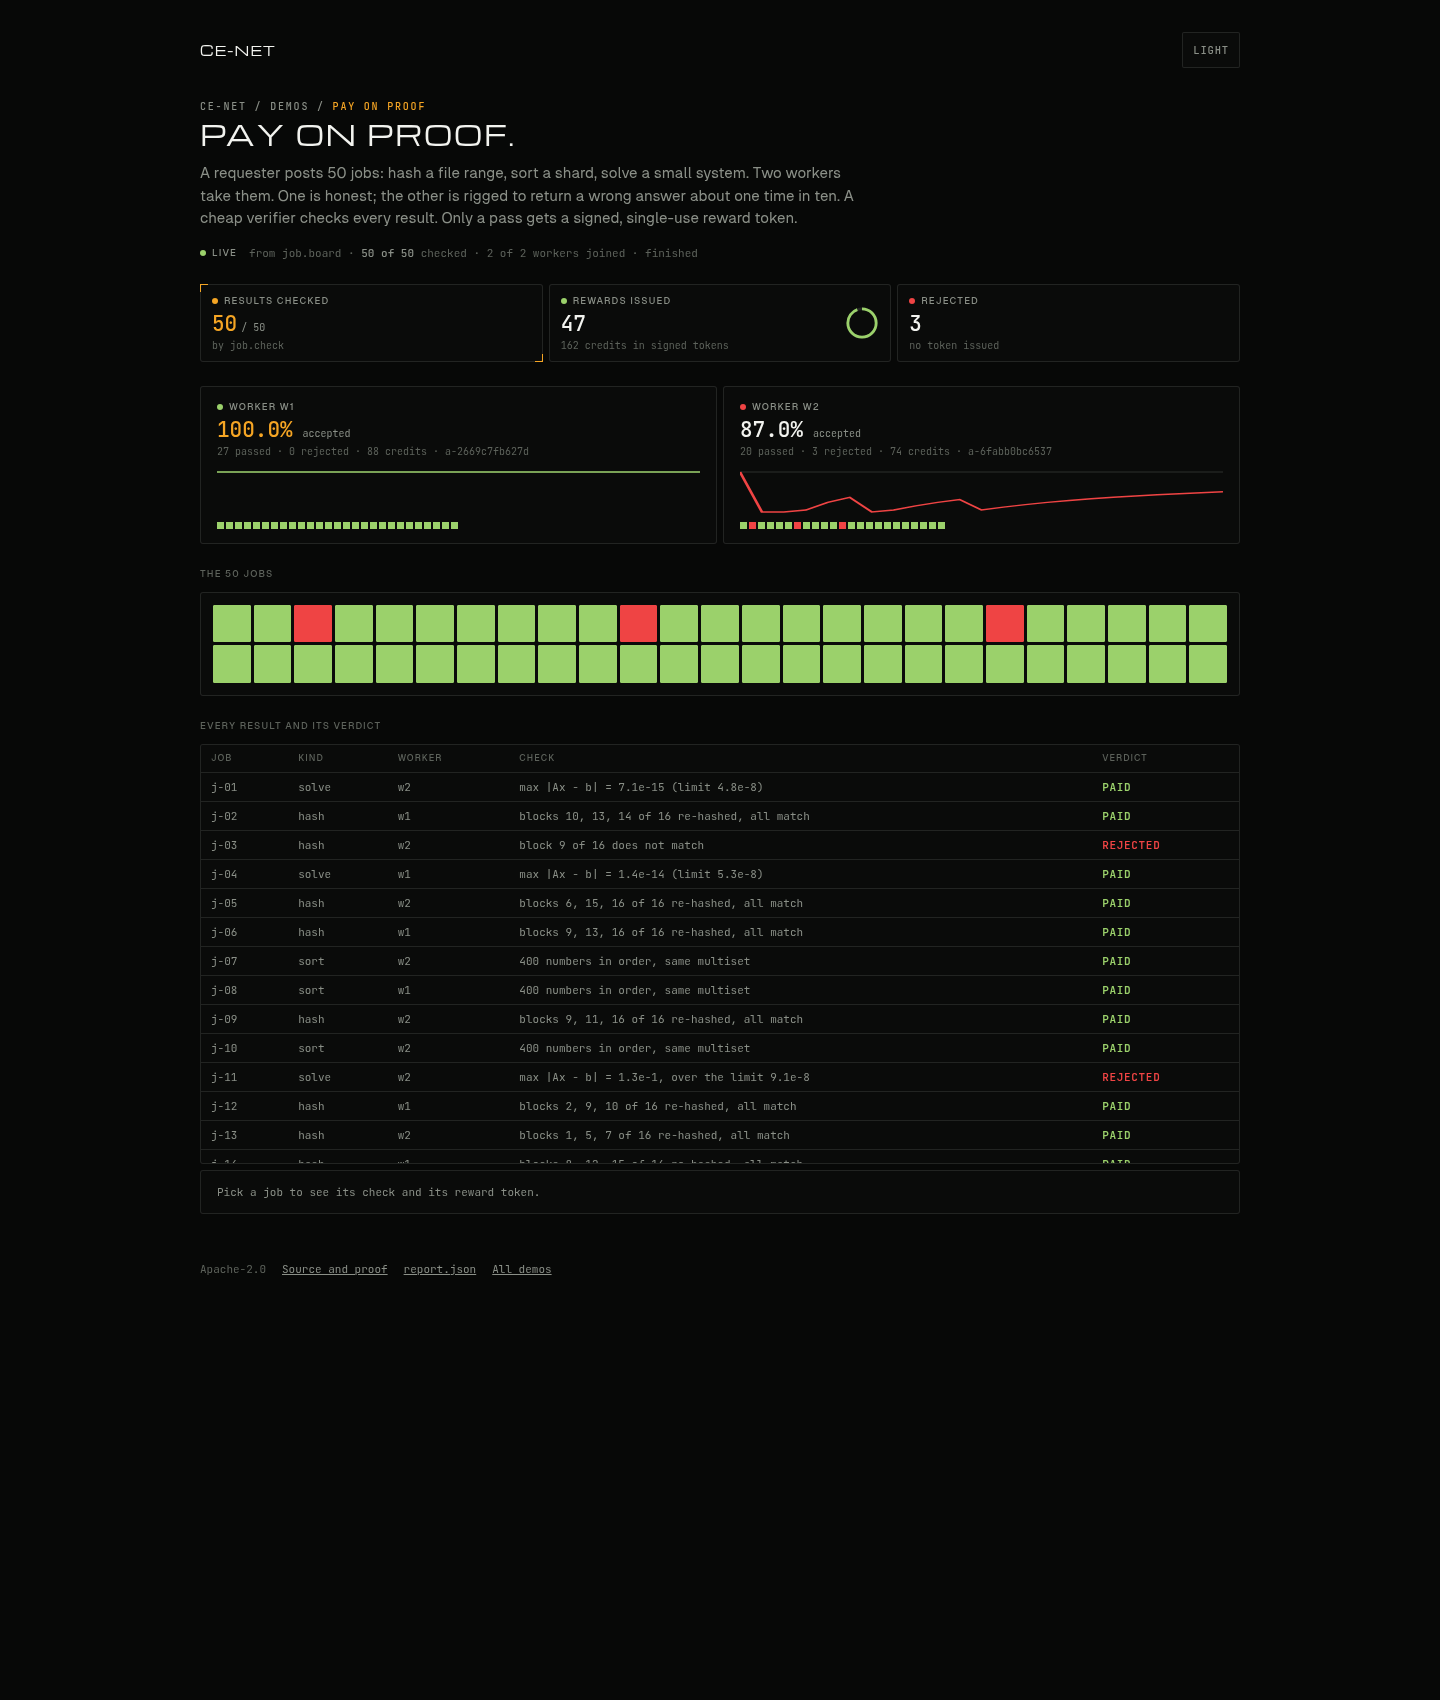 CE-NET
LIGHT
CE-NET / DEMOS / PAY ON PROOF
PAY ON PROOF.
A requester posts 50 jobs: hash a file range, sort a shard, solve a small system. Two workers
take them. One is honest; the other is rigged to return a wrong answer about one time in ten. A
cheap verifier checks every result. Only a pass gets a signed, single-use reward token.
LIVE from job.board · 50 of 50 checked · 2 of 2 workers joined · finished
RESULTS CHECKED
50 / 50
by job.check
REWARDS ISSUED
47
162 credits in signed tokens
REJECTED
3
no token issued
WORKER W1
100.0% accepted
27 passed · 0 rejected · 88 credits · a-2669c7fb627d
WORKER W2
87.0% accepted
20 passed · 3 rejected · 74 credits · a-6fabb0bc6537
THE 50 JOBS
EVERY RESULT AND ITS VERDICT
JOB KIND WORKER CHECK VERDICT
j-01 solve w2 max |Ax - b| = 7.1e-15 (limit 4.8e-8) PAID
j-02 hash w1 blocks 10, 13, 14 of 16 re-hashed, all match PAID
j-03 hash w2 block 9 of 16 does not match REJECTED
j-04 solve w1 max |Ax - b| = 1.4e-14 (limit 5.3e-8) PAID
j-05 hash w2 blocks 6, 15, 16 of 16 re-hashed, all match PAID
j-06 hash w1 blocks 9, 13, 16 of 16 re-hashed, all match PAID
j-07 sort w2 400 numbers in order, same multiset PAID
j-08 sort w1 400 numbers in order, same multiset PAID
j-09 hash w2 blocks 9, 11, 16 of 16 re-hashed, all match PAID
j-10 sort w2 400 numbers in order, same multiset PAID
j-11 solve w2 max |Ax - b| = 1.3e-1, over the limit 9.1e-8 REJECTED
j-12 hash w1 blocks 2, 9, 10 of 16 re-hashed, all match PAID
j-13 hash w2 blocks 1, 5, 7 of 16 re-hashed, all match PAID
Pick a job to see its check and its reward token.
Apache-2.0 Source and proof report.json All demos